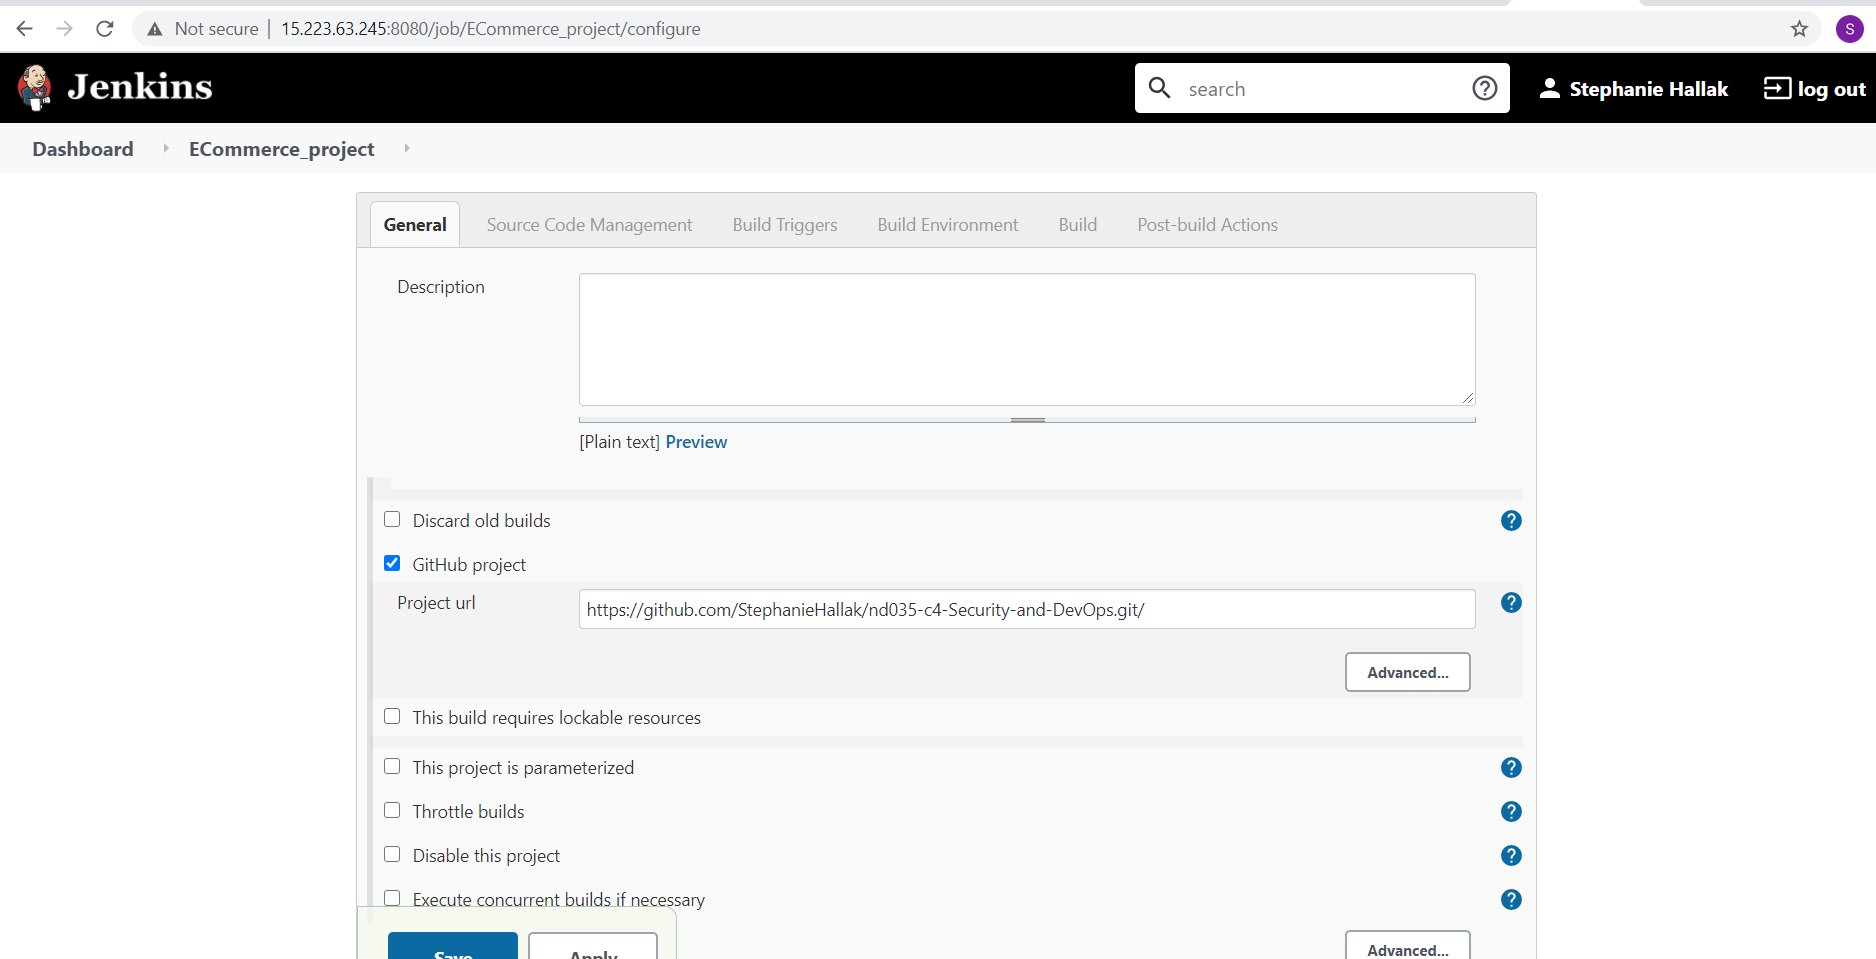 Not secure | 15.223.63.245:8080/job/ECommerce_project/configure S
Jenkins search ? Stephanie Hallak log out
Dashboard ECommerce_project
General Source Code Management Build Triggers Build Environment Build Post-build Actions
Description
[Plain text] Preview
Discard old builds ?
GitHub project
Project url https://github.com/StephanieHallak/nd035-c4-Security-and-DevOps.git/ ?
Advanced...
This build requires lockable resources
This project is parameterized ?
Throttle builds ?
Disable this project ?
Execute concurrent builds if necessary ?
Save Apply Advanced...